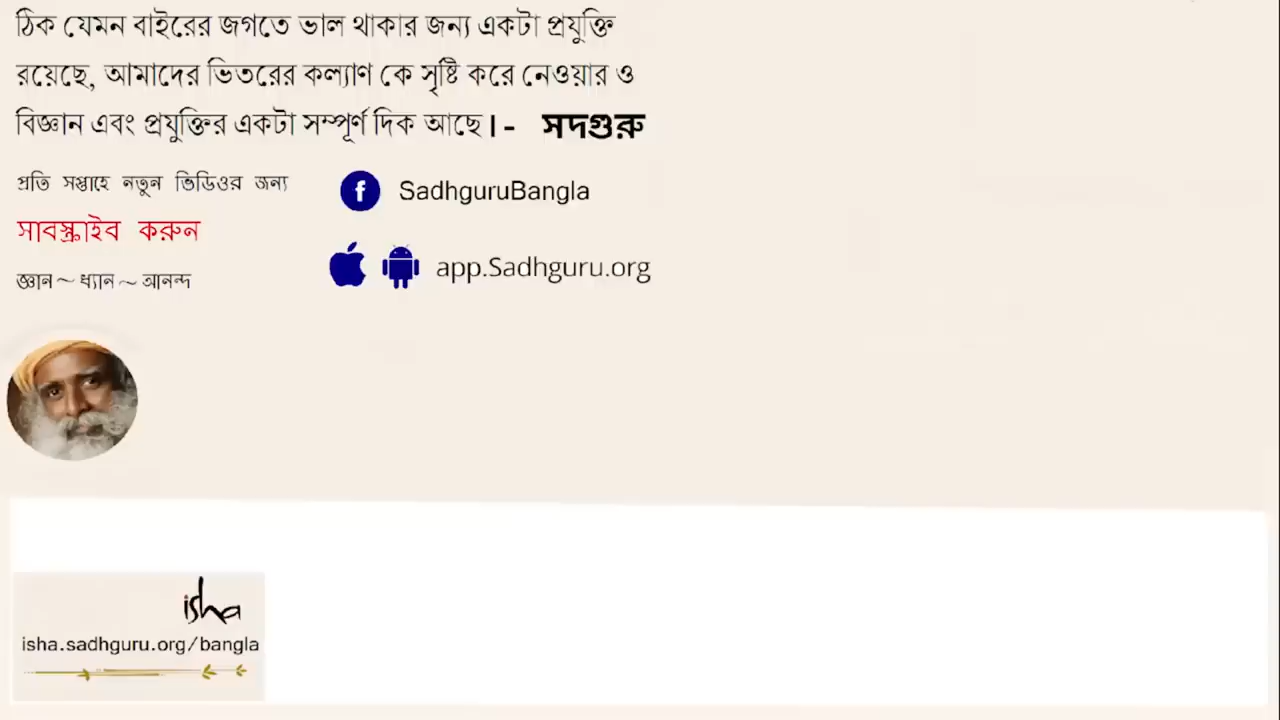 ঠিক যেমন বাইরের জগতে ভাল থাকার জন্য একটা প্রযুক্তি
রয়েছে, আমাদের ভিতরের কল্যাণ কে সৃষ্টি করে নেওয়ার ও
বিজ্ঞান এবং প্রযুক্তির একটা সম্পূর্ণ দিক আছে। - সদগুরু
প্রতি সপ্তাহে নতুন ভিডিওর জন্য
সাবস্ক্রাইব করুন
জ্ঞান ~ ধ্যান ~ আনন্দ
SadhguruBangla
app.Sadhguru.org
isha
isha.sadhguru.org/bangla